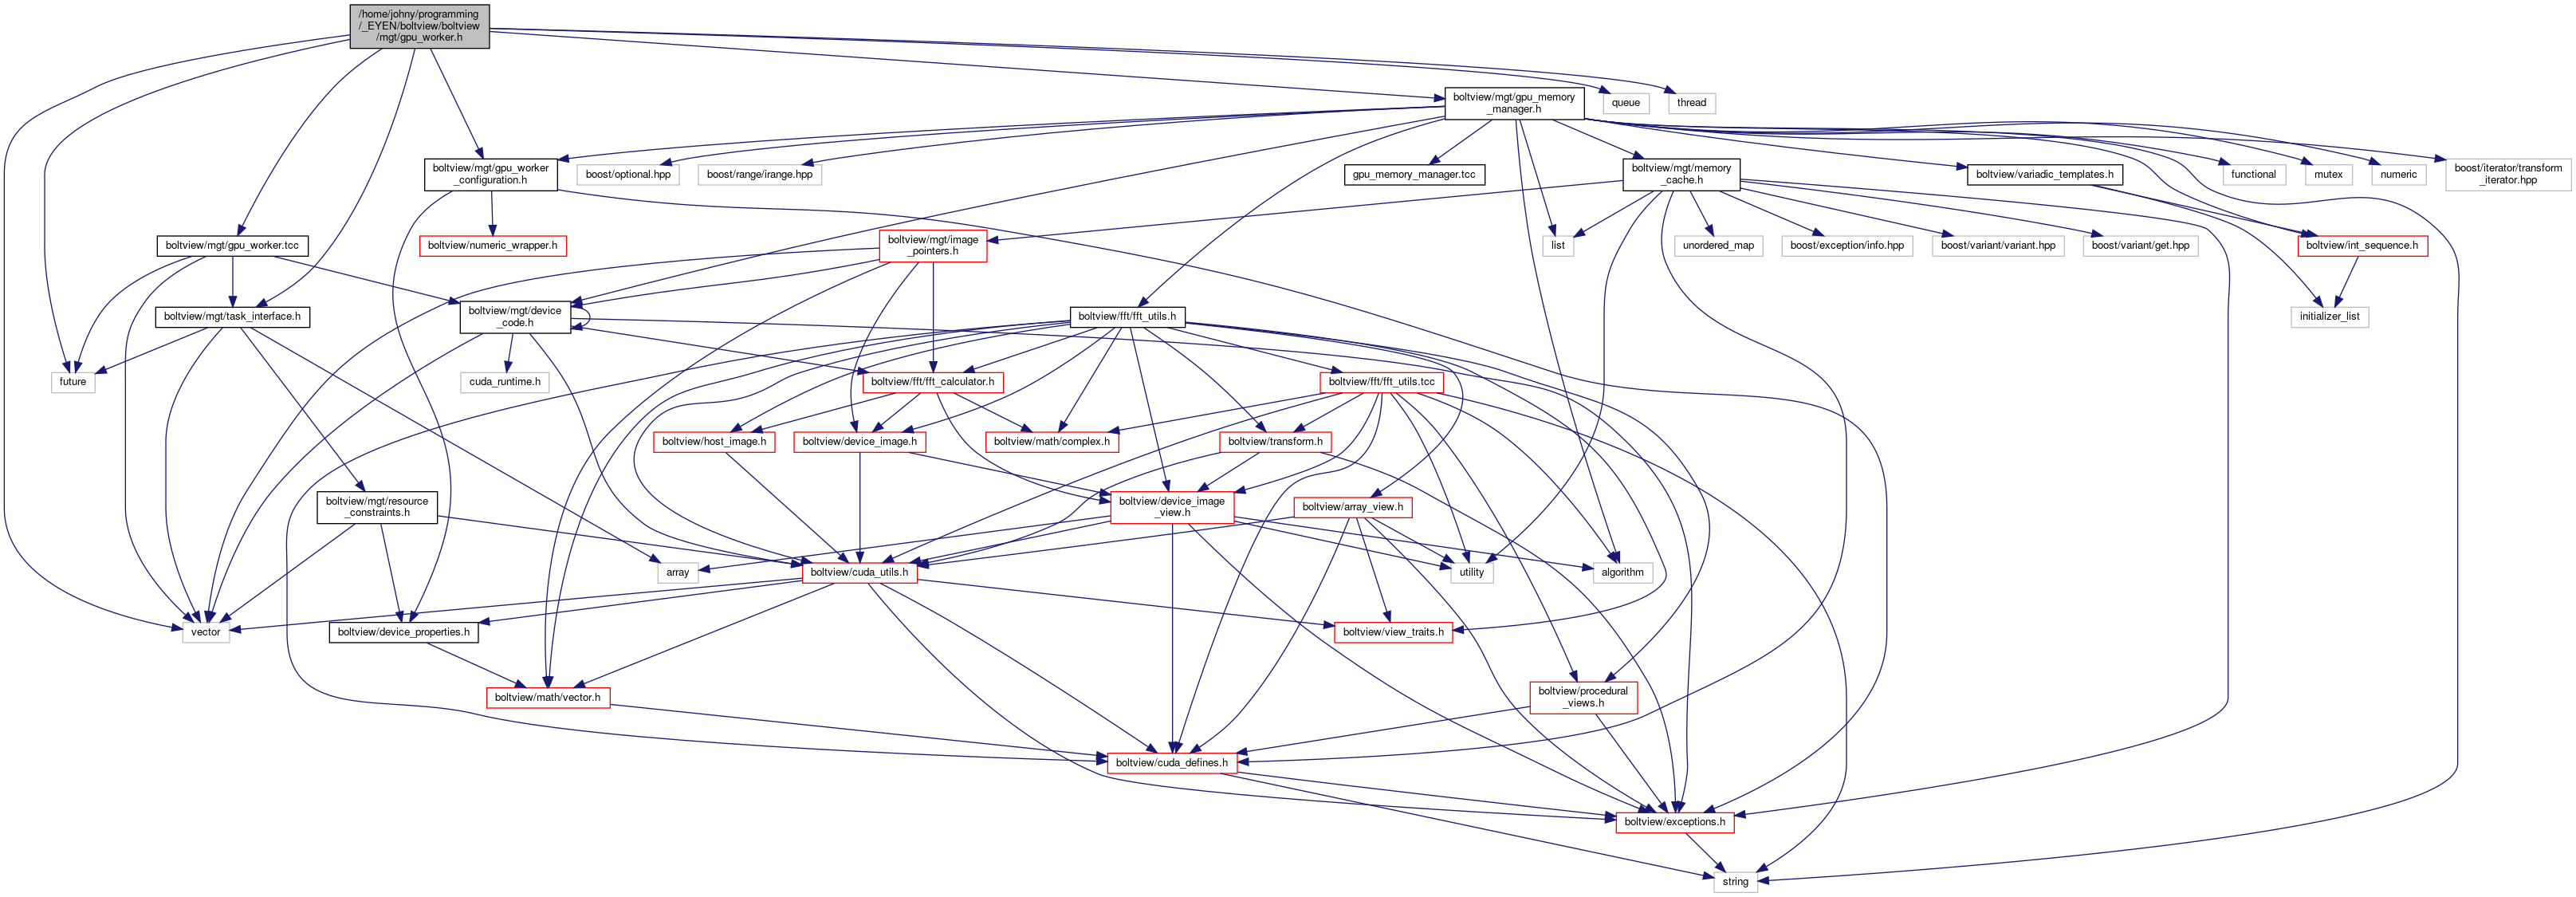 /home/johny/programming
/_EYEN/boltview/boltview
/mgt/gpu_worker.h
boltview/mgt/gpu_memory
_manager.h
queue
thread
boltview/mgt/gpu_worker
_configuration.h
boost/optional.hpp
boost/range/irange.hpp
gpu_memory_manager.tcc
boltview/mgt/memory
_cache.h
boltview/variadic_templates.h
functional
mutex
numeric
boost/iterator/transform
_iterator.hpp
boltview/mgt/gpu_worker.tcc
boltview/numeric_wrapper.h
boltview/mgt/image
_pointers.h
list
unordered_map
boost/exception/info.hpp
boost/variant/variant.hpp
boost/variant/get.hpp
boltview/int_sequence.h
boltview/mgt/task_interface.h
boltview/mgt/device
_code.h
boltview/fft/fft_utils.h
initializer_list
future
cuda_runtime.h
boltview/fft/fft_calculator.h
boltview/fft/fft_utils.tcc
boltview/host_image.h
boltview/device_image.h
boltview/math/complex.h
boltview/transform.h
boltview/mgt/resource
_constraints.h
boltview/device_image
_view.h
boltview/array_view.h
array
boltview/cuda_utils.h
utility
algorithm
vector
boltview/device_properties.h
boltview/view_traits.h
boltview/math/vector.h
boltview/procedural
_views.h
boltview/cuda_defines.h
boltview/exceptions.h
string